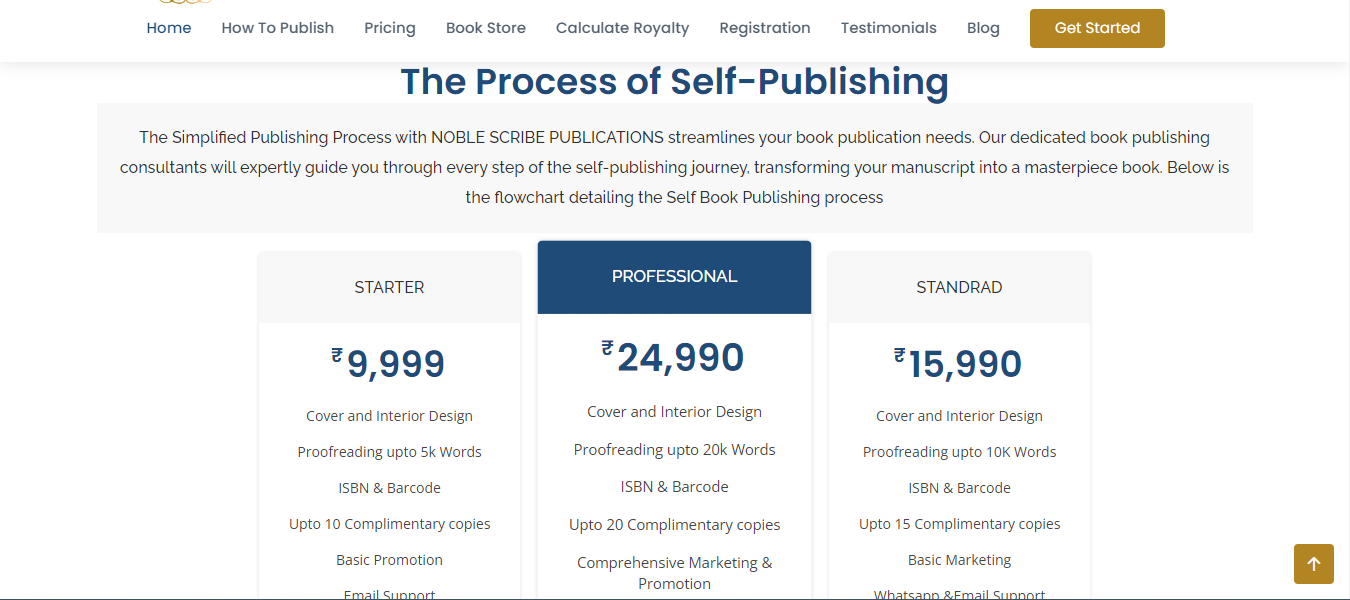 Home How To Publish Pricing Book Store Calculate Royalty Registration Testimonials Blog Get Started
The Process of Self-Publishing
The Simplified Publishing Process with NOBLE SCRIBE PUBLICATIONS streamlines your book publication needs. Our dedicated book publishing
consultants will expertly guide you through every step of the self-publishing journey, transforming your manuscript into a masterpiece book. Below is
the flowchart detailing the Self Book Publishing process
STARTER
₹9,999
Cover and Interior Design
Proofreading upto 5k Words
ISBN & Barcode
Upto 10 Complimentary copies
Basic Promotion
Email Support
PROFESSIONAL
₹24,990
Cover and Interior Design
Proofreading upto 20k Words
ISBN & Barcode
Upto 20 Complimentary copies
Comprehensive Marketing &
Promotion
STANDRAD
₹15,990
Cover and Interior Design
Proofreading upto 10K Words
ISBN & Barcode
Upto 15 Complimentary copies
Basic Marketing
Whatsapp &Email Support